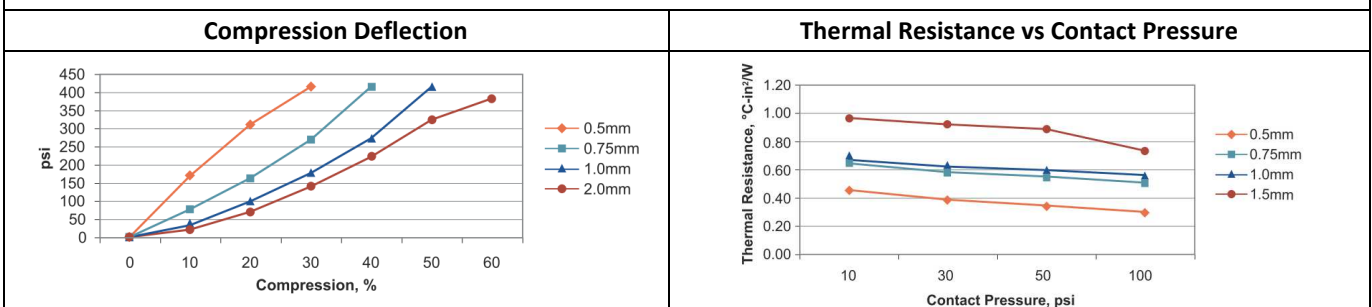 Compression Deflection
Thermal Resistance vs Contact Pressure
450
400
350
300
250
200
150
100
50
0
psi
0 10 20 30 40 50 60
Compression, %
0.5mm
0.75mm
1.0mm
2.0mm
Thermal Resistance, °C-in²/W
1.20
1.00
0.80
0.60
0.40
0.20
0.00
10 30 50 100
Contact Pressure, psi
0.5mm
0.75mm
1.0mm
1.5mm